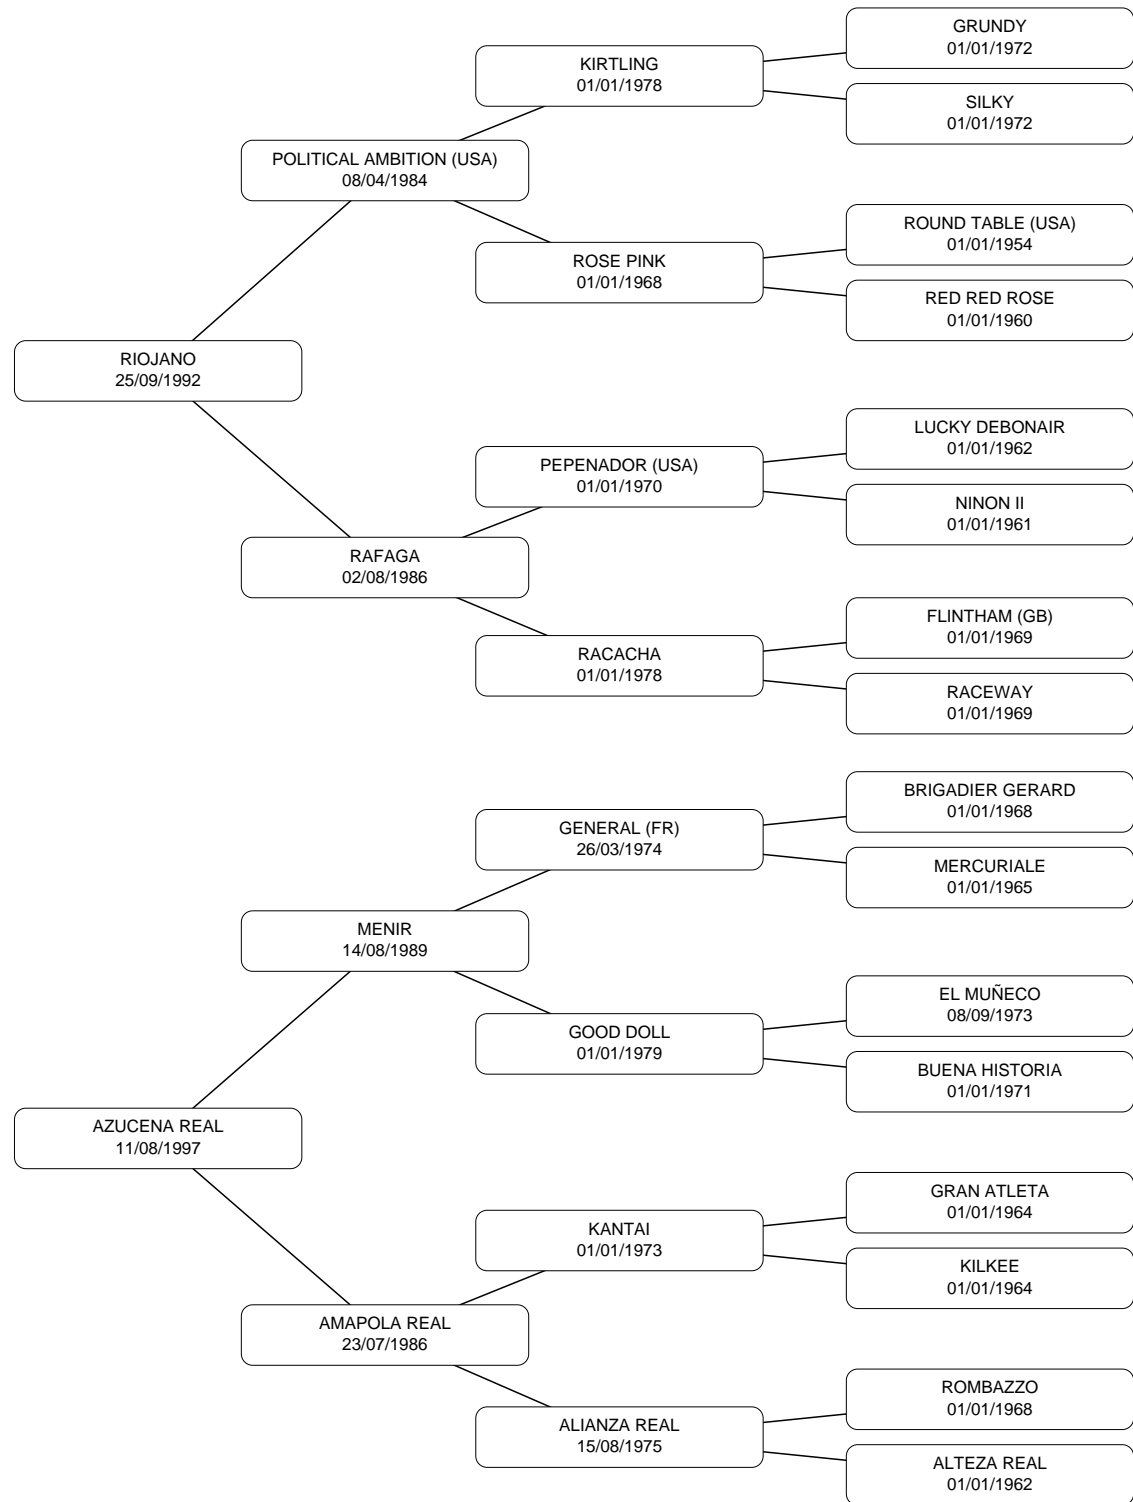 GRUNDY
01/01/1972
KIRTLING
01/01/1978
SILKY
01/01/1972
POLITICAL AMBITION (USA)
08/04/1984
ROUND TABLE (USA)
01/01/1954
ROSE PINK
01/01/1968
RED RED ROSE
01/01/1960
RIOJANO
25/09/1992
LUCKY DEBONAIR
01/01/1962
PEPENADOR (USA)
01/01/1970
NINON II
01/01/1961
RAFAGA
02/08/1986
FLINTHAM (GB)
01/01/1969
RACACHA
01/01/1978
RACEWAY
01/01/1969
BRIGADIER GERARD
01/01/1968
GENERAL (FR)
26/03/1974
MERCURIALE
01/01/1965
MENIR
14/08/1989
EL MUÑECO
08/09/1973
GOOD DOLL
01/01/1979
BUENA HISTORIA
01/01/1971
AZUCENA REAL
11/08/1997
GRAN ATLETA
01/01/1964
KANTAI
01/01/1973
KILKEE
01/01/1964
AMAPOLA REAL
23/07/1986
ROMBAZZO
01/01/1968
ALIANZA REAL
15/08/1975
ALTEZA REAL
01/01/1962